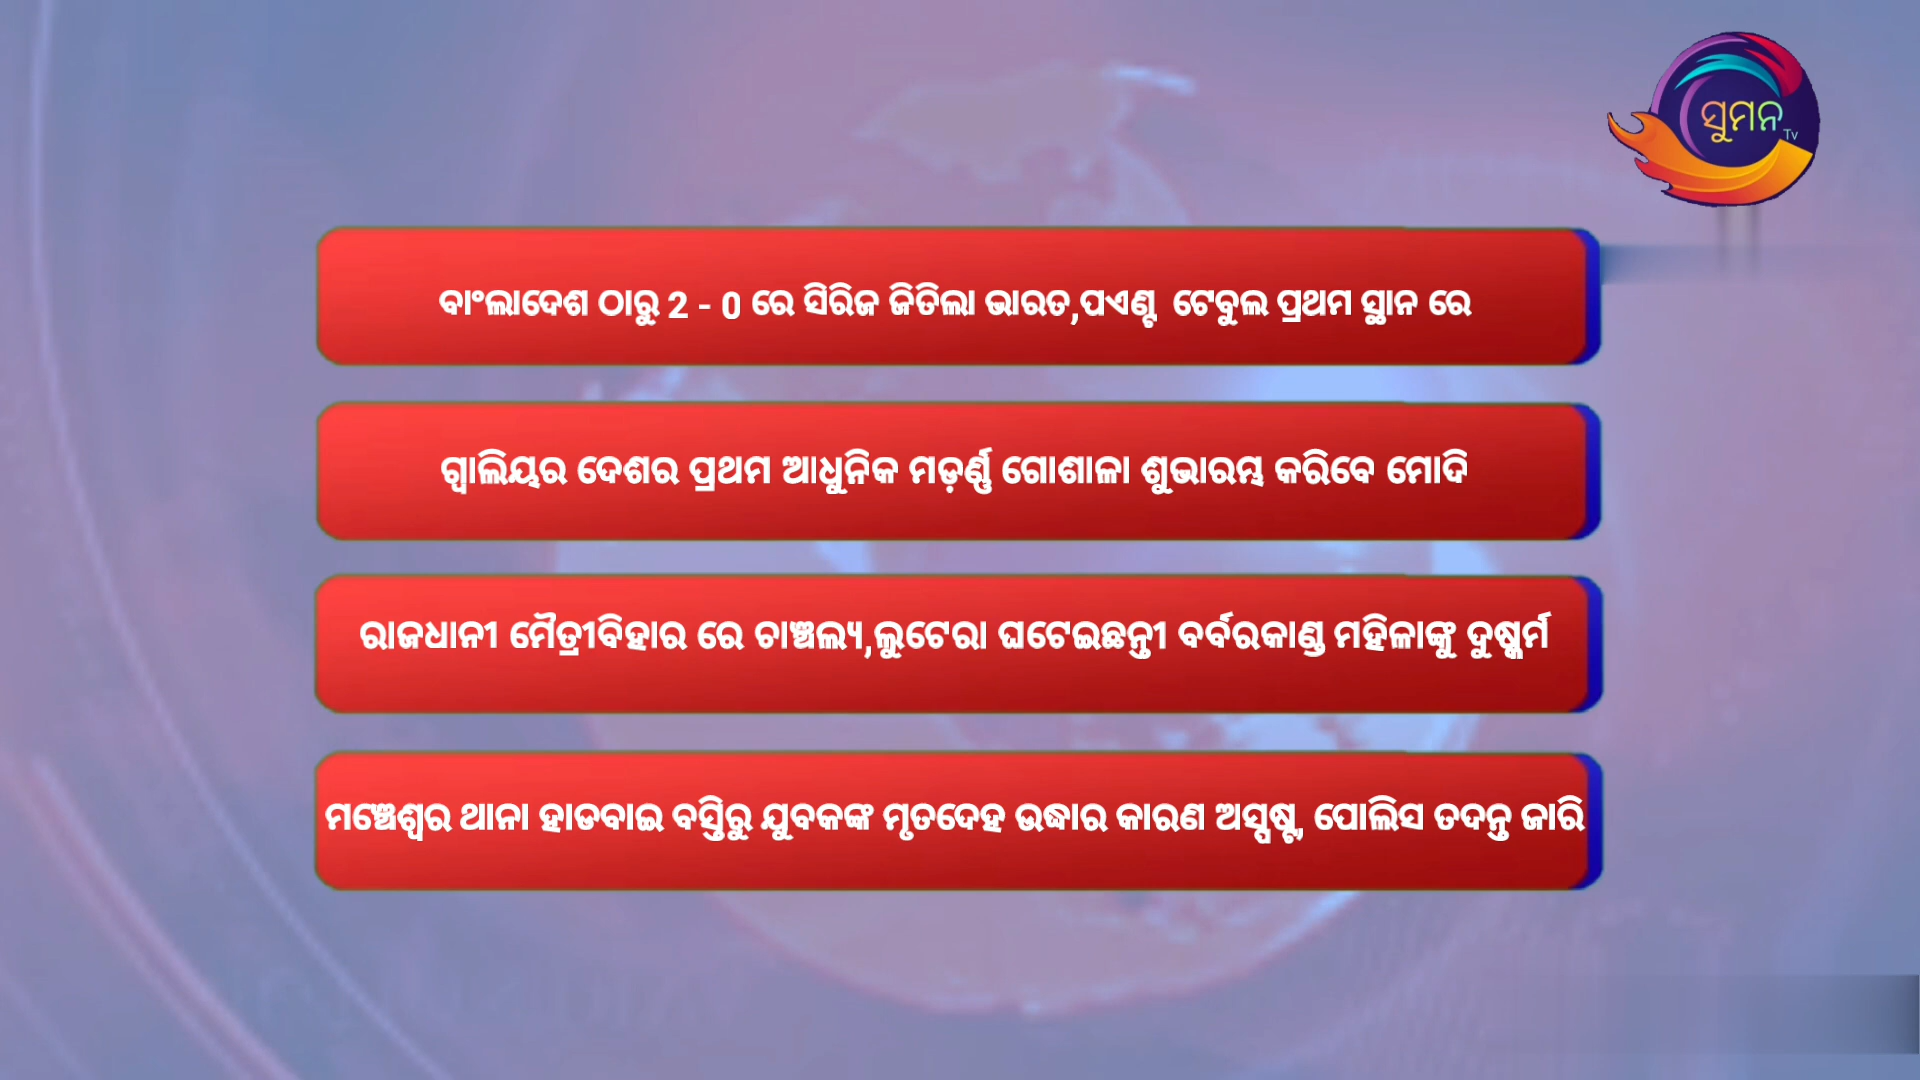 ସୁମନ
Tv
ବାଂଲାଦେଶ ଠାରୁ 2 - 0 ରେ ସିରିଜ ଜିତିଲା ଭାରତ,ପଏଣ୍ଟ ଟେବୁଲ ପ୍ରଥମ ସ୍ଥାନ ରେ
ଗ୍ୱାଲିୟର ଦେଶର ପ୍ରଥମ ଆଧୁନିକ ମଡ଼ର୍ଣ୍ଣ ଗୋଶାଳା ଶୁଭାରମ୍ଭ କରିବେ ମୋଦି
ରାଜଧାନୀ ମୈତ୍ରୀବିହାର ରେ ଚାଞ୍ଚଲ୍ୟ,ଲୁଟେରା ଘଟେଇଛନ୍ତୀ ବର୍ବରକାଣ୍ଡ ମହିଳାଙ୍କୁ ଦୁଷ୍କର୍ମ
ମଞ୍ଚେଶ୍ୱର ଥାନା ହାଡବାଇ ବସ୍ତିରୁ ଯୁବକଙ୍କ ମୃତଦେହ ଉଦ୍ଧାର କାରଣ ଅସ୍ପଷ୍ଟ, ପୋଲିସ ତଦନ୍ତ ଜାରି